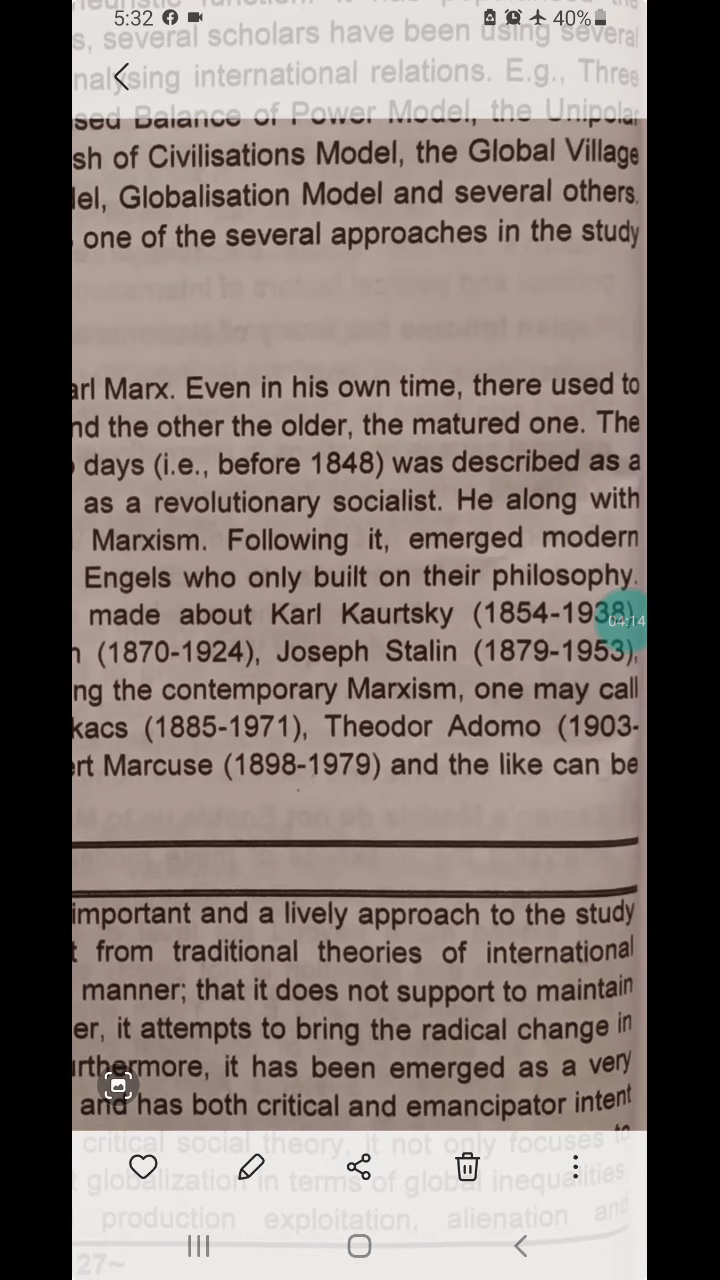 5:32
40%
s, several scholars have been using several
nalysing international relations. E.g., Three
sed Balance of Power Model, the Unipolar
sh of Civilisations Model, the Global Village
el, Globalisation Model and several others.
one of the several approaches in the study
arl Marx. Even in his own time, there used to
nd the other the older, the matured one. The
days (i.e., before 1848) was described as a
as a revolutionary socialist. He along with
Marxism. Following it, emerged modern
Engels who only built on their philosophy.
made about Karl Kaurtsky (1854-1938),
04:14
n (1870-1924), Joseph Stalin (1879-1953),
ng the contemporary Marxism, one may call
kacs (1885-1971), Theodor Adomo (1903-
ert Marcuse (1898-1979) and the like can be
important and a lively approach to the study
t from traditional theories of international
manner; that it does not support to maintain
er, it attempts to bring the radical change in
urthermore, it has been emerged as a very
and has both critical and emancipator intent
critical social theory, it not only focuses to
t globalization in terms of global inequalities
production exploitation, alienation and
27~